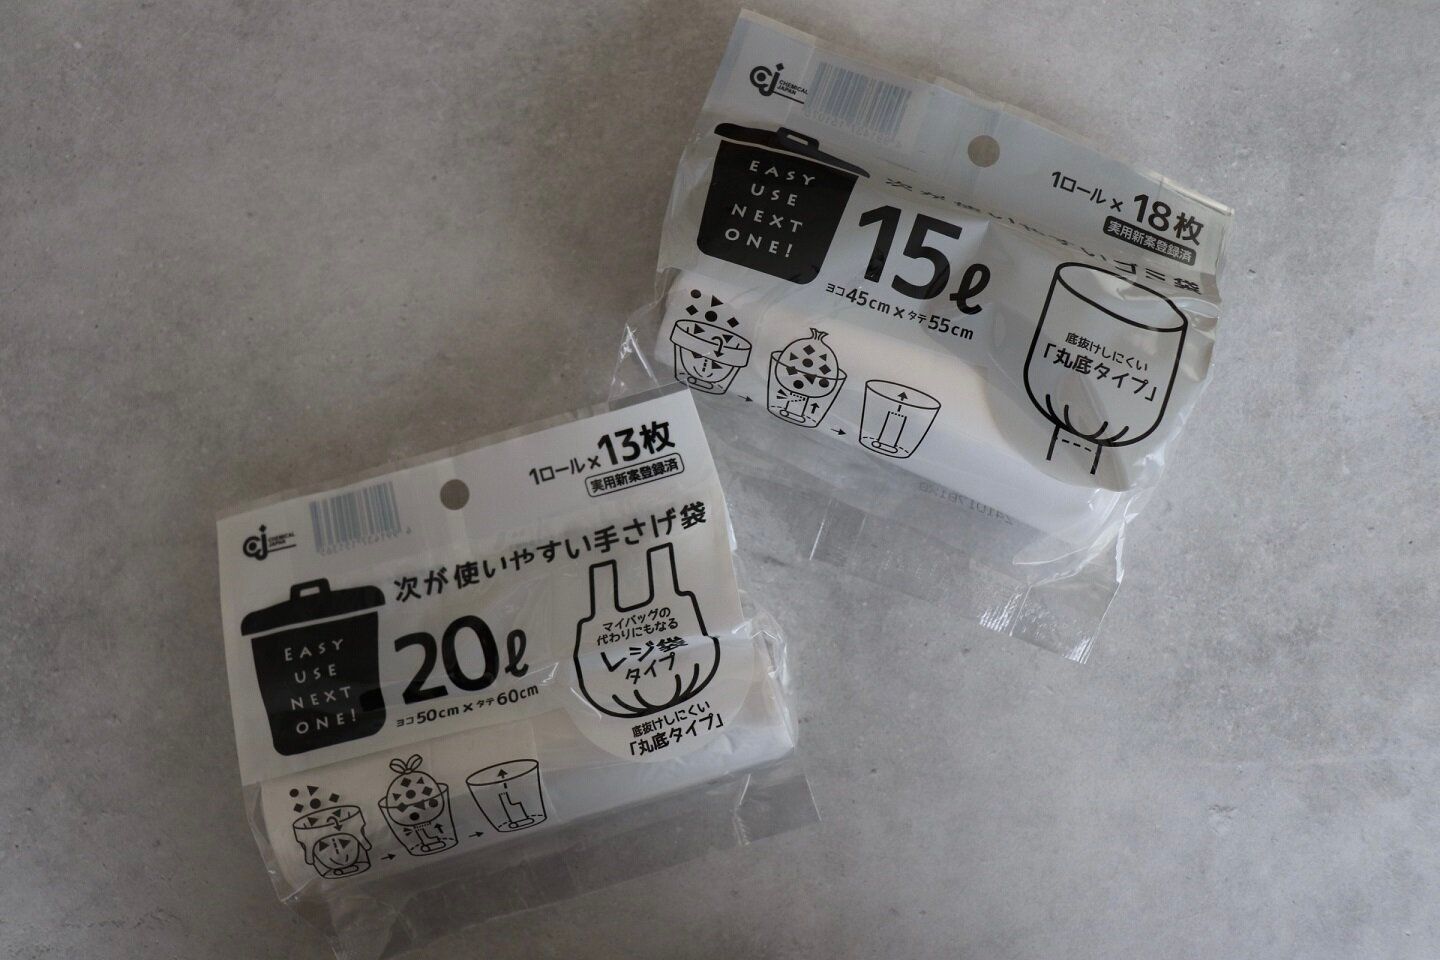 CHEMICAL
JAPAN
1ロール×18枚
実用新案登録済
EASY
USE
NEXT
ONE!
次が使いやすいゴミ袋
15ℓ
ヨコ45cm×タテ55cm
底抜けしにくい
「丸底タイプ」
CHEMICAL
JAPAN
1ロール×13枚
実用新案登録済
次が使いやすい手さげ袋
EASY
USE
NEXT
ONE!
20ℓ
ヨコ50cm×タテ60cm
マイバッグの
代わりにもなる
レジ袋
タイプ
底抜けしにくい
「丸底タイプ」